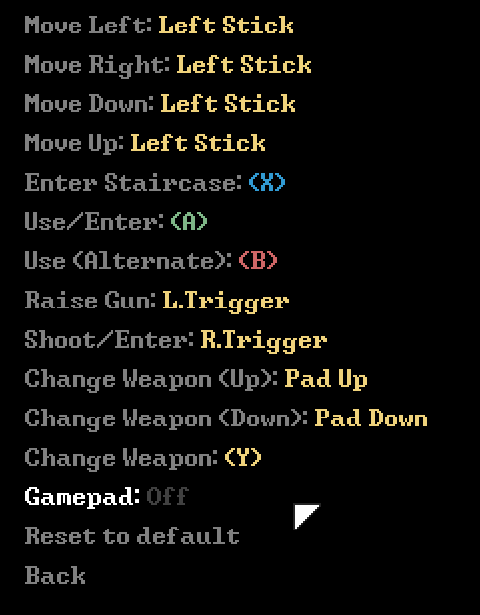 Move Left: Left Stick
Move Right: Left Stick
Move Down: Left Stick
Move Up: Left Stick
Enter Staircase: (X)
Use/Enter: (A)
Use (Alternate): (B)
Raise Gun: L.Trigger
Shoot/Enter: R.Trigger
Change Weapon (Up): Pad Up
Change Weapon (Down): Pad Down
Change Weapon: (Y)
Gamepad: Off
Reset to default
Back